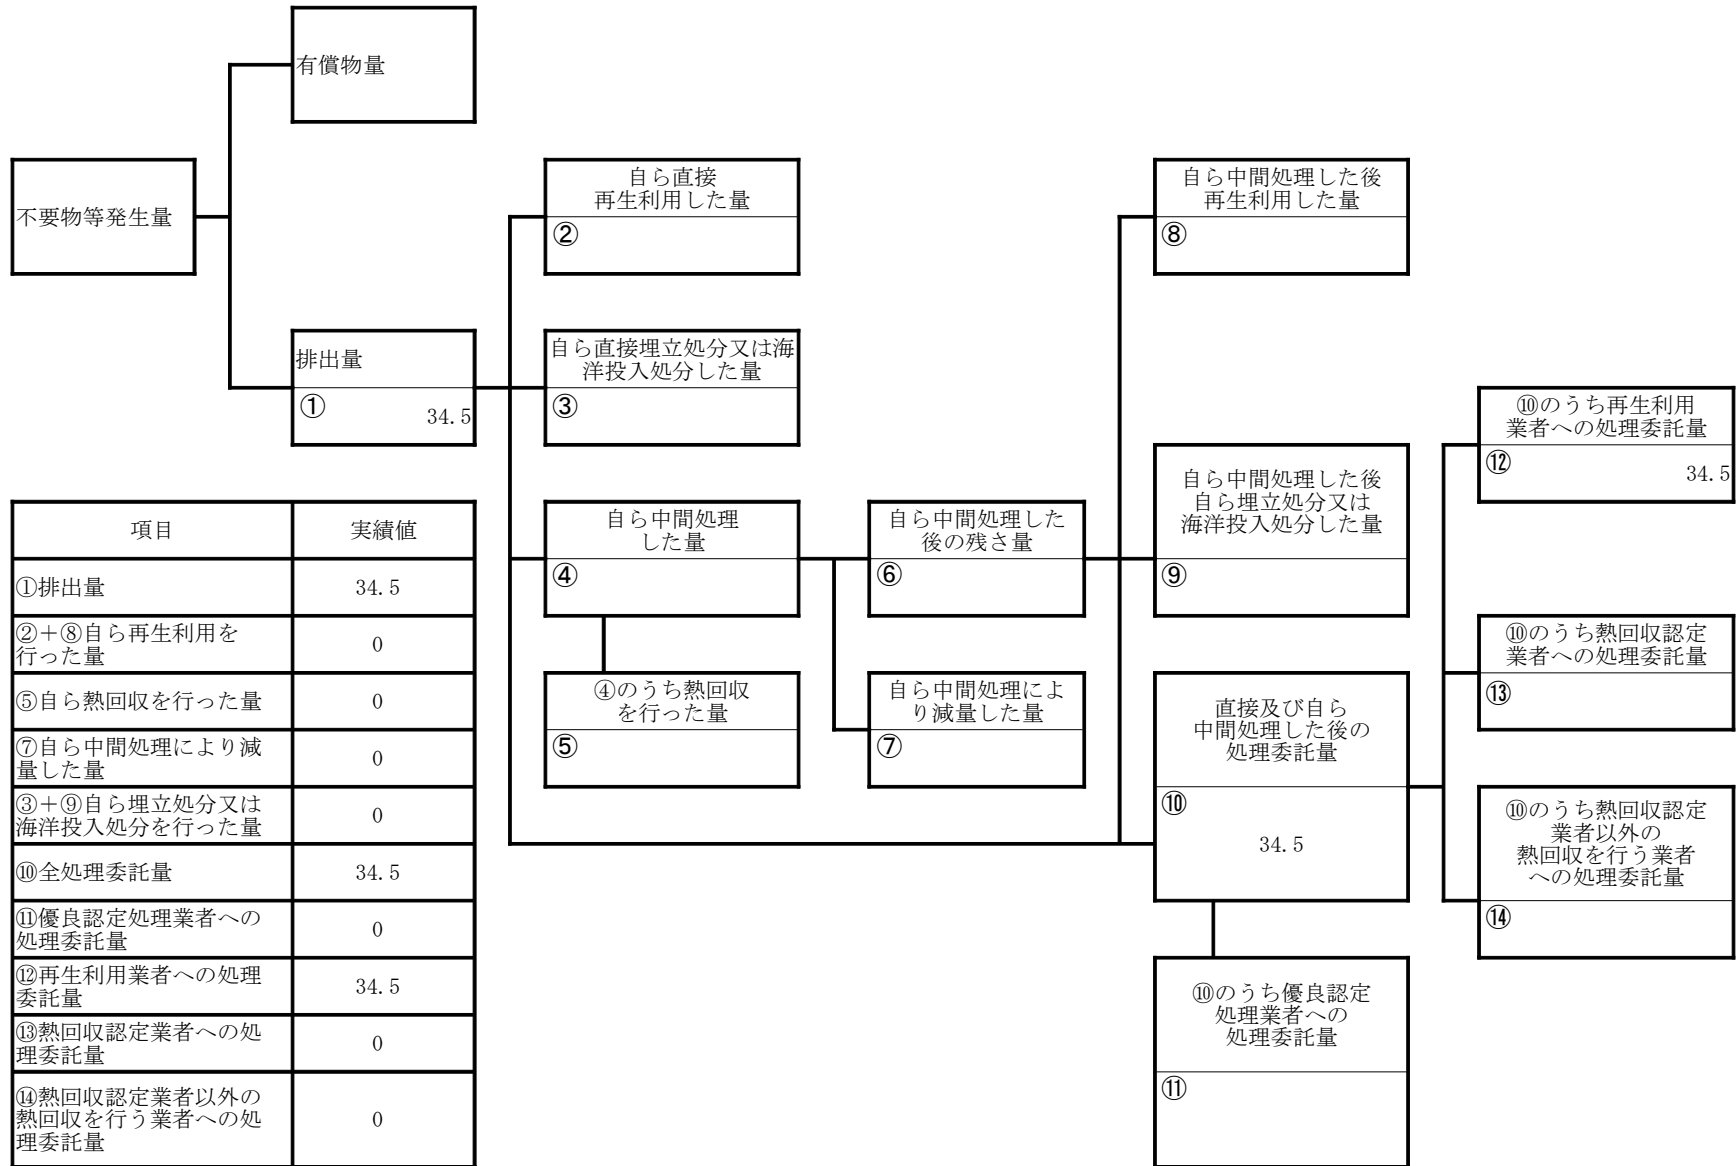 有償物量
不要物等発生量
自ら直接
再生利用した量
②
自ら中間処理した後
再生利用した量
⑧
排出量
①
34.5
自ら直接埋立処分又は海
洋投入処分した量
③
⑩のうち再生利用
業者への処理委託量
⑫
34.5
自ら中間処理
した量
④
自ら中間処理した
後の残さ量
⑥
自ら中間処理した後
自ら埋立処分又は
海洋投入処分した量
⑨
⑩のうち熱回収認定
業者への処理委託量
⑬
④のうち熱回収
を行った量
⑤
自ら中間処理によ
り減量した量
⑦
直接及び自ら
中間処理した後の
処理委託量
⑩
34.5
⑩のうち熱回収認定
業者以外の
熱回収を行う業者
への処理委託量
⑭
⑩のうち優良認定
処理業者への
処理委託量
⑪
項目 実績値
①排出量 34.5
②＋⑧自ら再生利用を
行った量 0
⑤自ら熱回収を行った量 0
⑦自ら中間処理により減
量した量 0
③＋⑨自ら埋立処分又は
海洋投入処分を行った量 0
⑩全処理委託量 34.5
⑪優良認定処理業者への
処理委託量 0
⑫再生利用業者への処理
委託量 34.5
⑬熱回収認定業者への処
理委託量 0
⑭熱回収認定業者以外の
熱回収を行う業者への処
理委託量 0